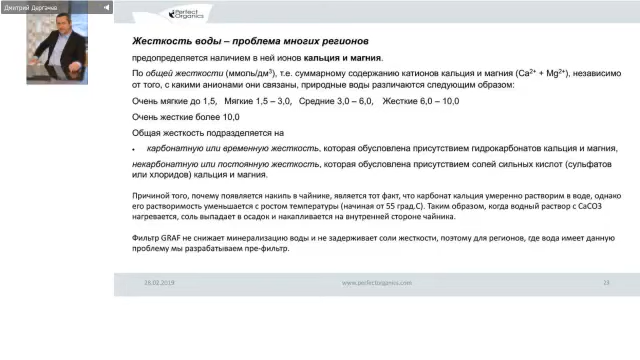 Дмитрий Дерганов
Perfect
Organics
Жесткость воды – проблема многих регионов
предопределяется наличием в ней ионов кальция и магния.
По общей жесткости (ммоль/дм³), т.е. суммарному содержанию катионов кальция и магния (Ca²⁺ + Mg²⁺), независимо
от того, с какими анионами они связаны, природные воды различаются следующим образом:
Очень мягкие до 1,5, Мягкие 1,5 – 3,0, Средние 3,0 – 6,0, Жесткие 6,0 – 10,0
Очень жесткие более 10,0
Общая жесткость подразделяется на
• карбонатную или временную жесткость, которая обусловлена присутствием гидрокарбонатов кальция и магния,
некарбонатную или постоянную жесткость, которая обусловлена присутствием солей сильных кислот (сульфатов
или хлоридов) кальция и магния.
Причиной того, почему появляется накипь в чайнике, является тот факт, что карбонат кальция умеренно растворим в воде, однако
его растворимость уменьшается с ростом температуры (начиная от 55 град.С). Таким образом, когда водный раствор с CaCO3
нагревается, соль выпадает в осадок и накапливается на внутренней стороне чайника.
Фильтр GRAF не снижает минерализацию воды и не задерживает соли жесткости, поэтому для регионов, где вода имеет данную
проблему мы разрабатываем пре-фильтр.
28.02.2019 www.perfectorganics.com 13